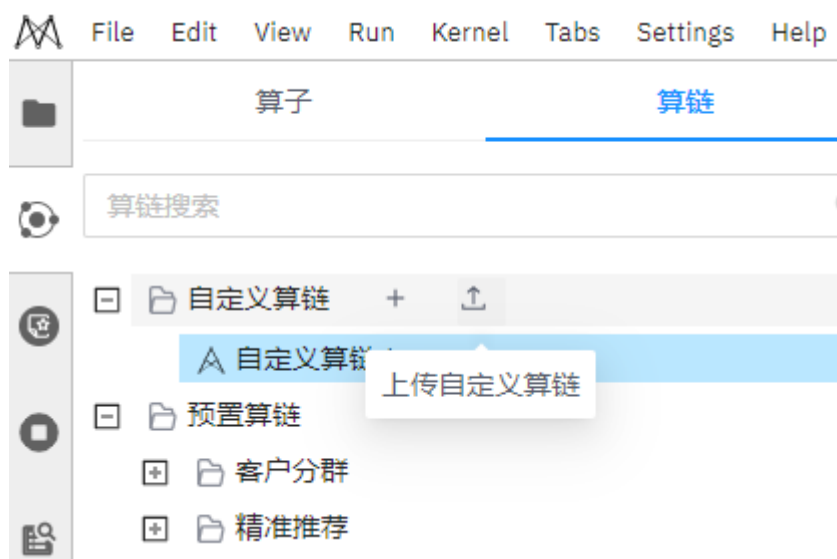 File Edit View Run Kernel Tabs Settings Help
算子 算链
算链搜索
自定义算链 +
自定义算链
上传自定义算链
预置算链
客户分群
精准推荐